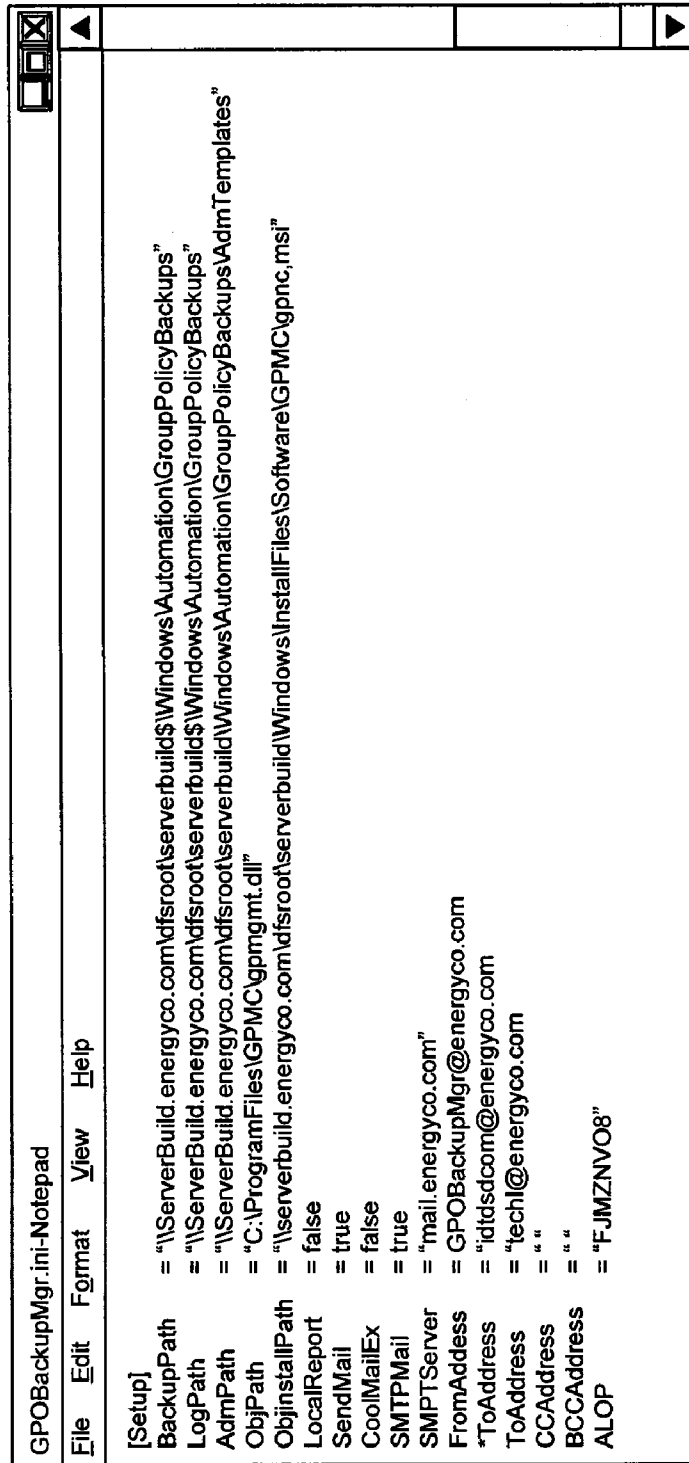 GPOBackupMgr.ini-Notepad
File Edit Format View Help
[Setup]
BackupPath = “\\ServerBuild.energyco.com\dfsroot\serverbuild$\Windows\Automation\GroupPolicyBackups”
LogPath = “\\ServerBuild.energyco.com\dfsroot\serverbuild$\Windows\Automation\GroupPolicyBackups”
AdmPath = “\\ServerBuild.energyco.com\dfsroot\serverbuild\Windows\Automation\GroupPolicyBackups\AdmTemplates”
ObjPath = “C:\ProgramFiles\GPMC\gpmgmt.dll”
ObjinstallPath = “\\serverbuild.energyco.com\dfsroot\serverbuild\Windows\InstallFiles\Software\GPMC\gpnc,msi”
LocalReport = false
SendMail = true
CoolMailEx = false
SMTPMail = true
SMPTServer = “mail.energyco.com”
FromAddess = GPOBackupMgr@energyco.com
*ToAddress = “idtdsdcom@energyco.com
ToAddress = “techl@energyco.com
CCAddress = “ “
BCCAddress = “ “
ALOP = “FJMZNVO8”